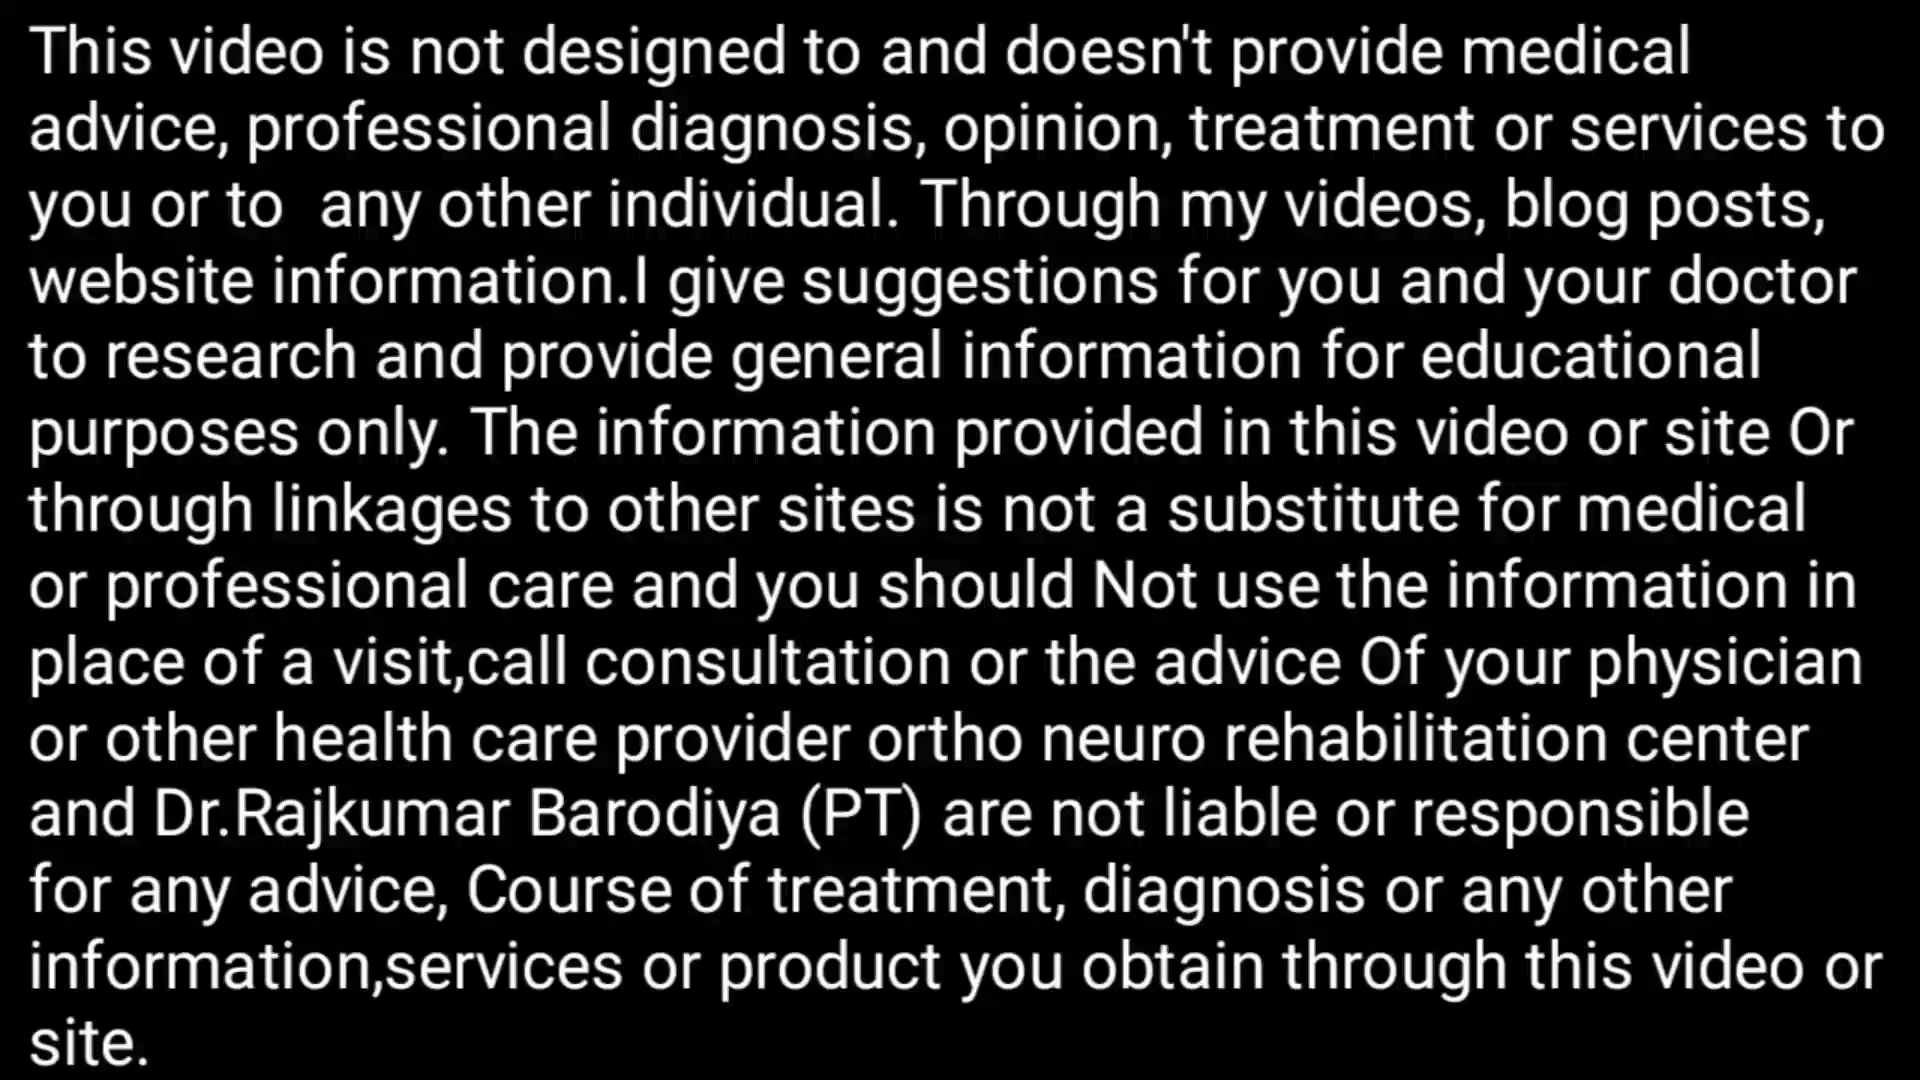 This video is not designed to and doesn't provide medical
advice, professional diagnosis, opinion, treatment or services to
you or to  any other individual. Through my videos, blog posts,
website information.I give suggestions for you and your doctor
to research and provide general information for educational
purposes only. The information provided in this video or site Or
through linkages to other sites is not a substitute for medical
or professional care and you should Not use the information in
place of a visit,call consultation or the advice Of your physician
or other health care provider ortho neuro rehabilitation center
and Dr.Rajkumar Barodiya (PT) are not liable or responsible
for any advice, Course of treatment, diagnosis or any other
information,services or product you obtain through this video or
site.